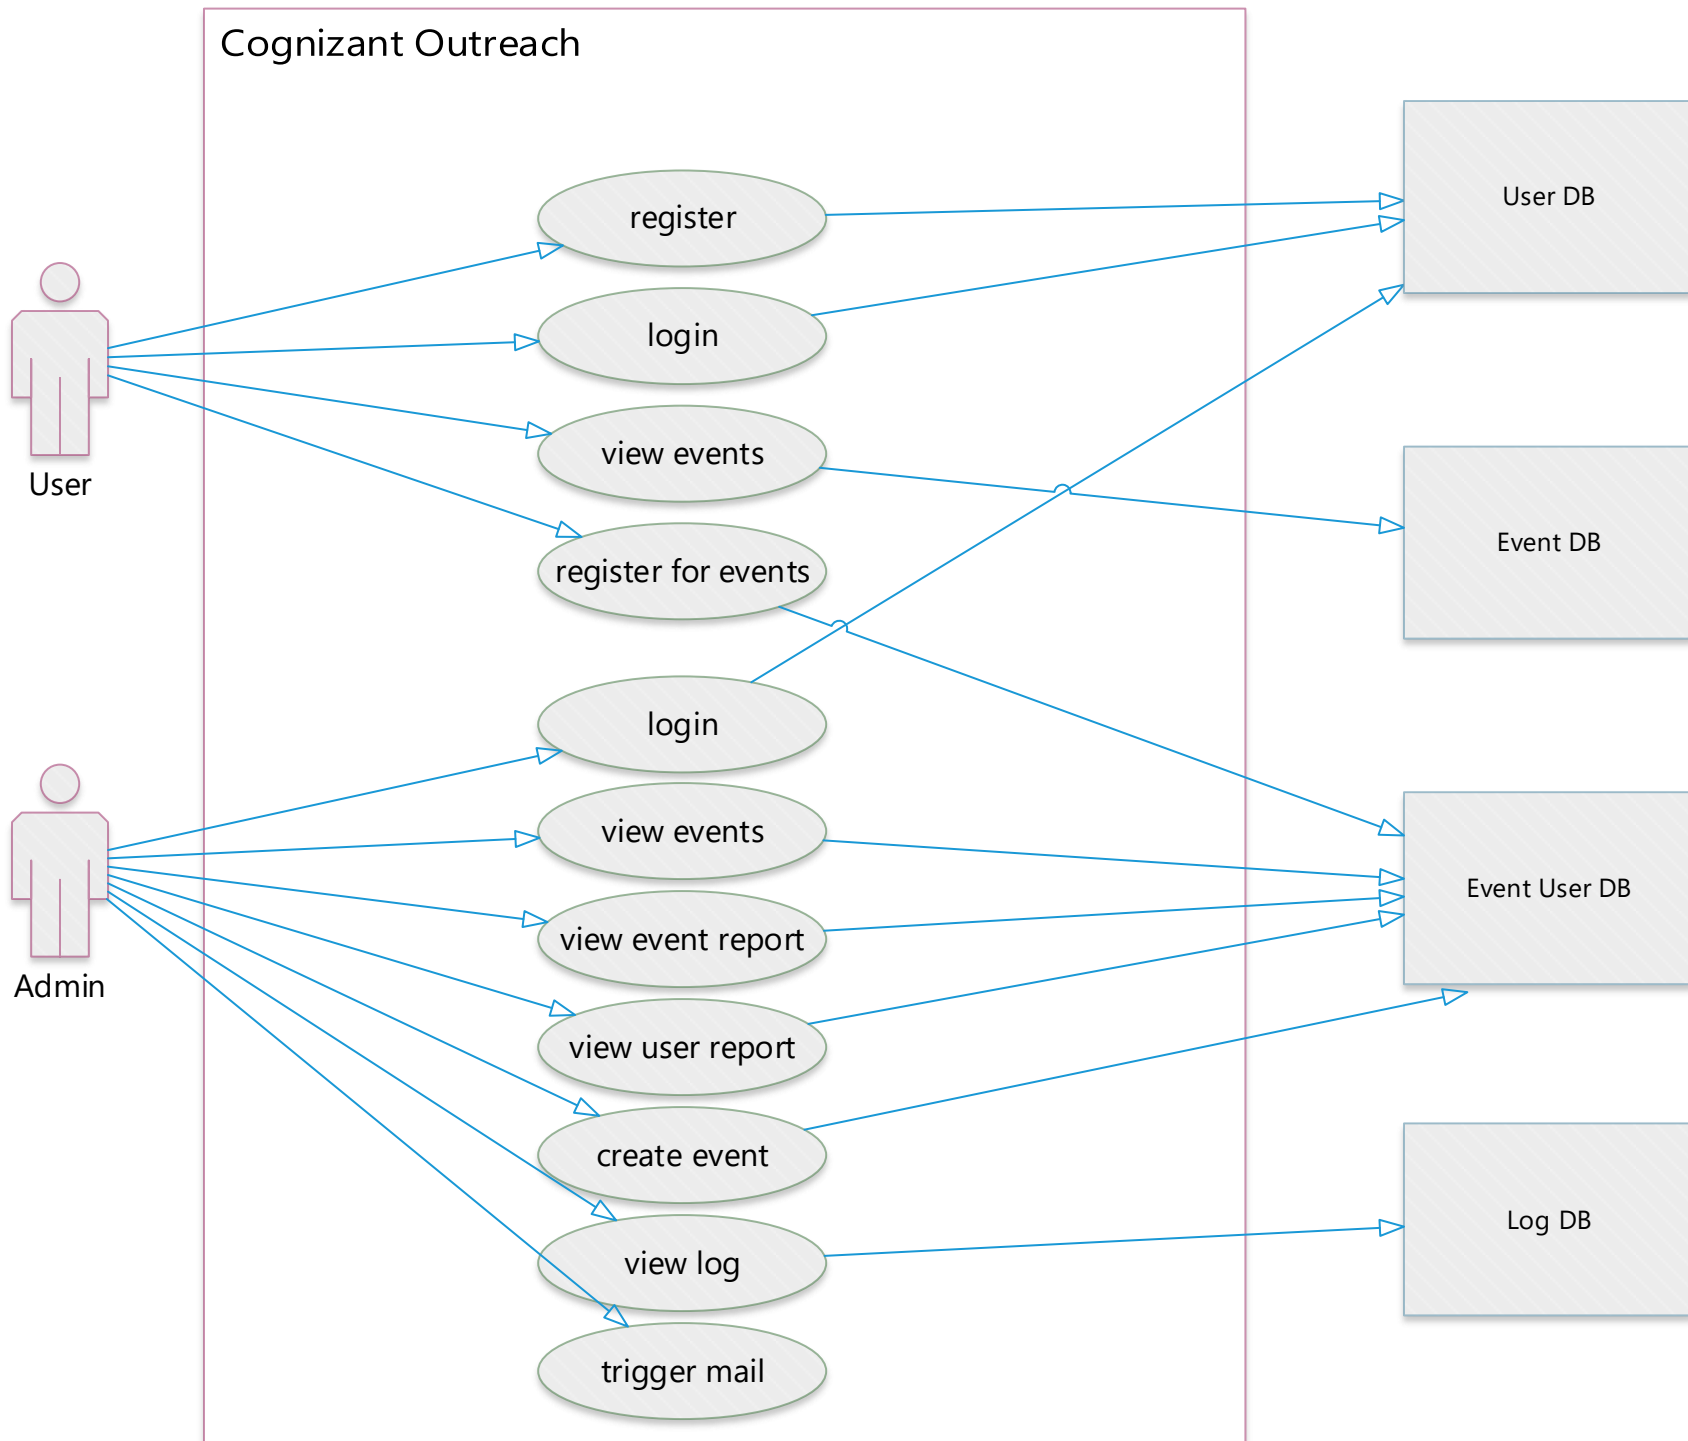 Cognizant Outreach
register
User DB
login
User
view events
Event DB
register for events
login
view events
Event User DB
view event report
Admin
view user report
create event
Log DB
view log
trigger mail